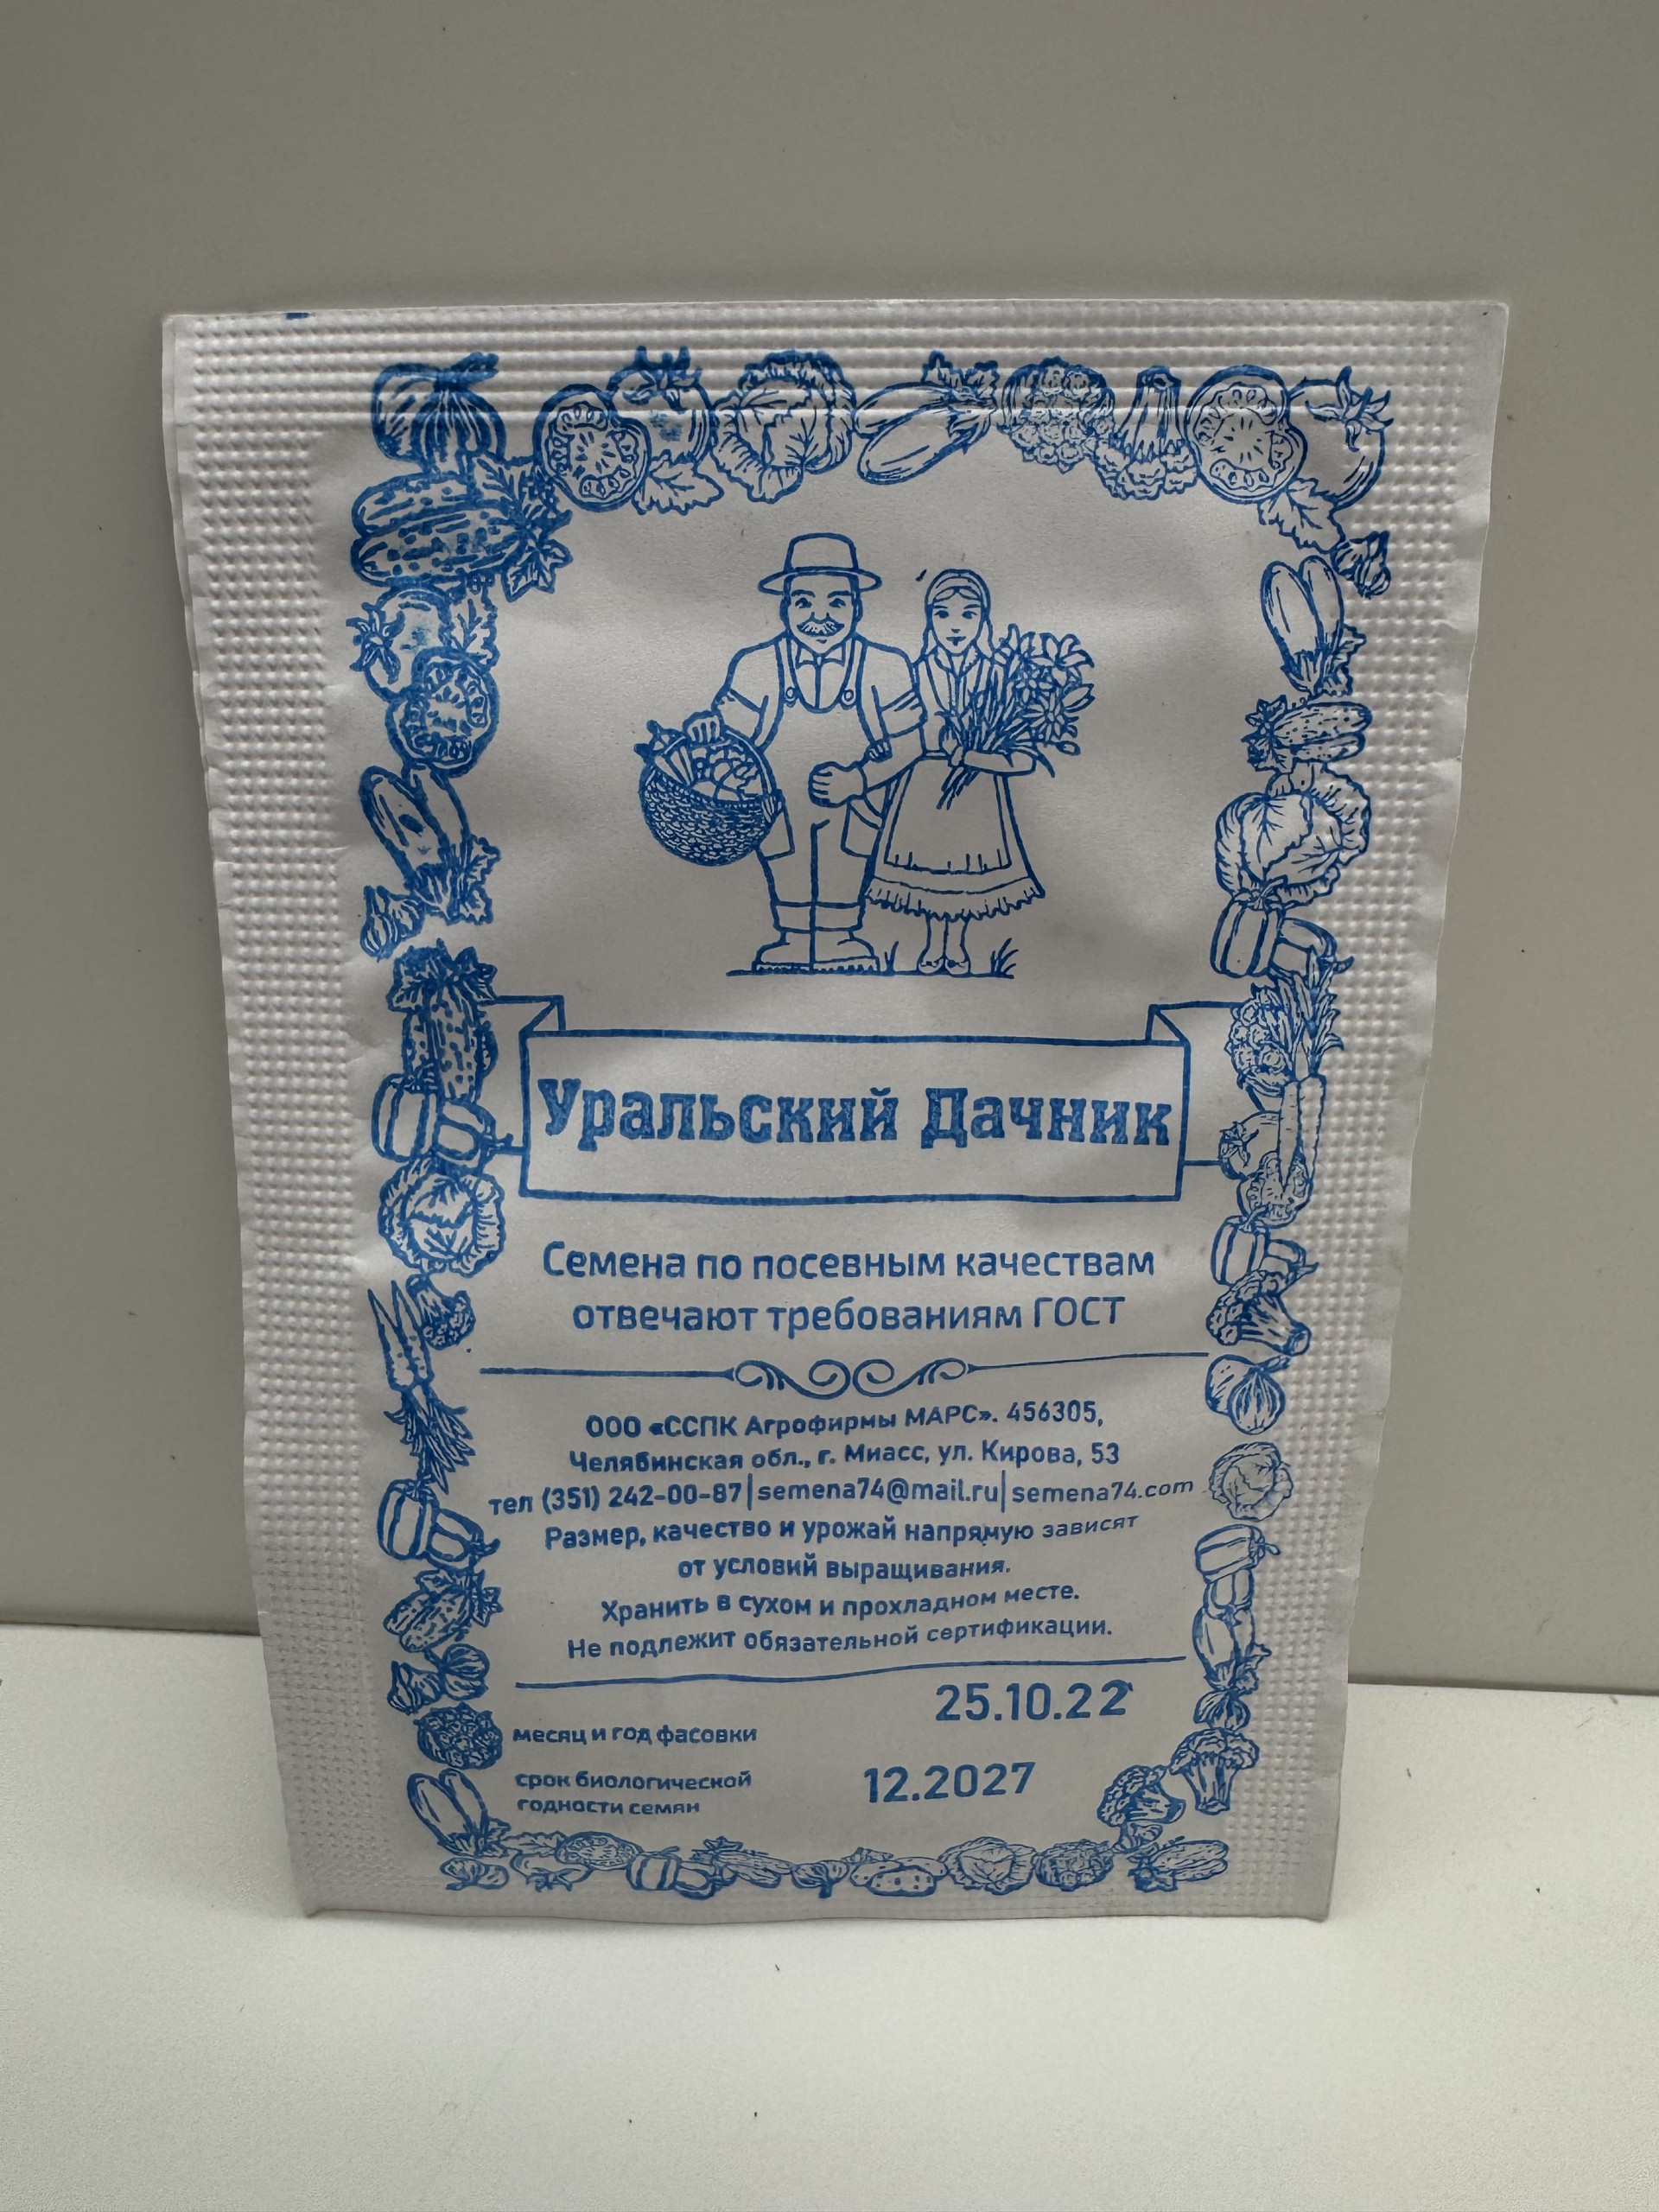 Уральский Дачник
Семена по посевным качествам
отвечают требованиям ГОСТ
ООО «ССПК Агрофирмы МАРС». 456305,
Челябинская обл., г. Миасс, ул. Кирова, 53
тел (351) 242-00-87|semena74@mail.ru|semena74.com
Размер, качество и урожай напрямую зависят
от условий выращивания.
Хранить в сухом и прохладном месте.
Не подлежит обязательной сертификации.
25.10.22
месяц и год фасовки
срок биологической
годности семян
12.2027